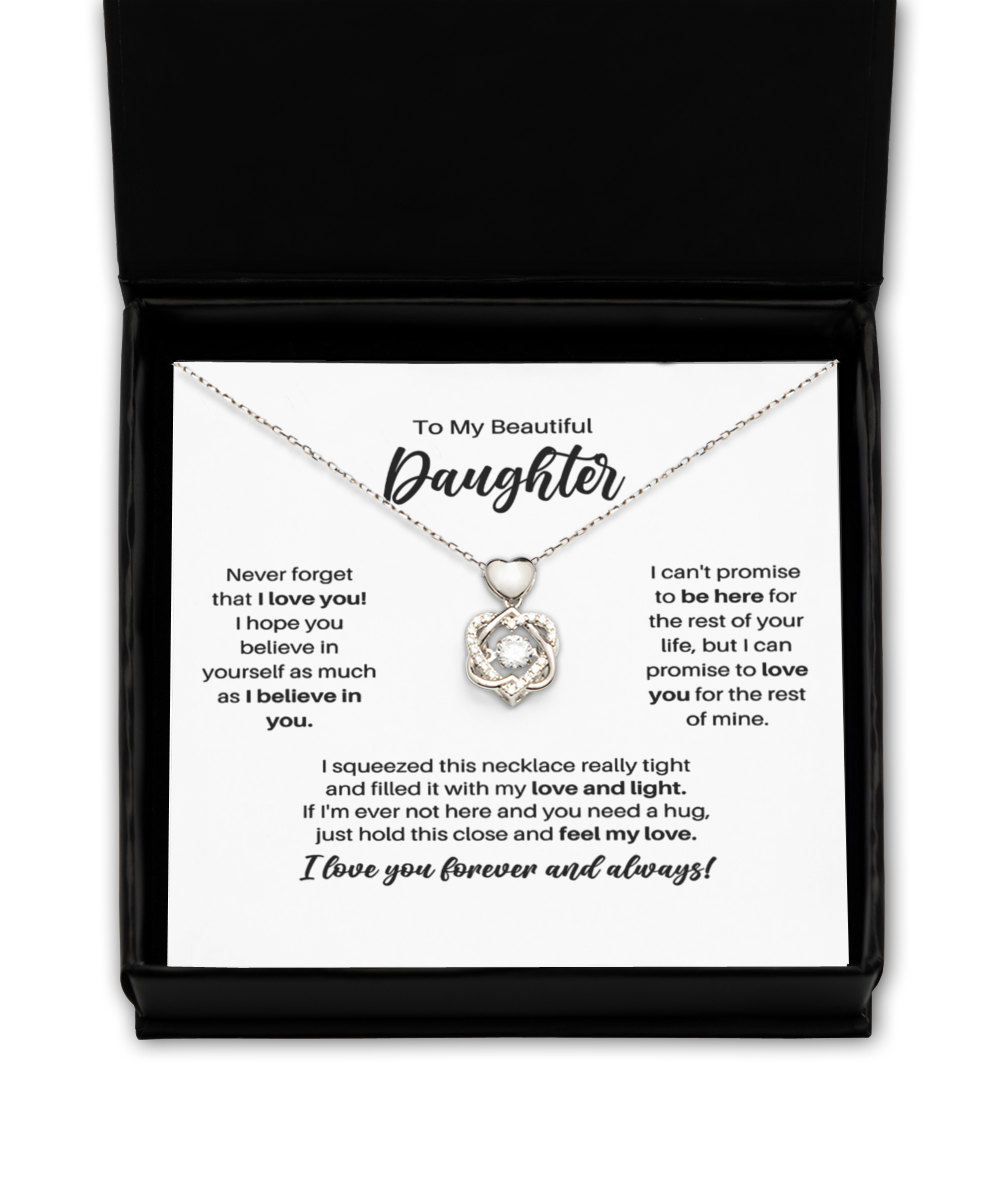 To My Beautiful
Daughter
Never forget
that I love you!
I hope you
believe in
yourself as much
as I believe in
you.
I can't promise
to be here for
the rest of your
life, but I can
promise to love
you for the rest
of mine.
I squeezed this necklace really tight
and filled it with my love and light.
If I'm ever not here and you need a hug,
just hold this close and feel my love.
I love you forever and always!